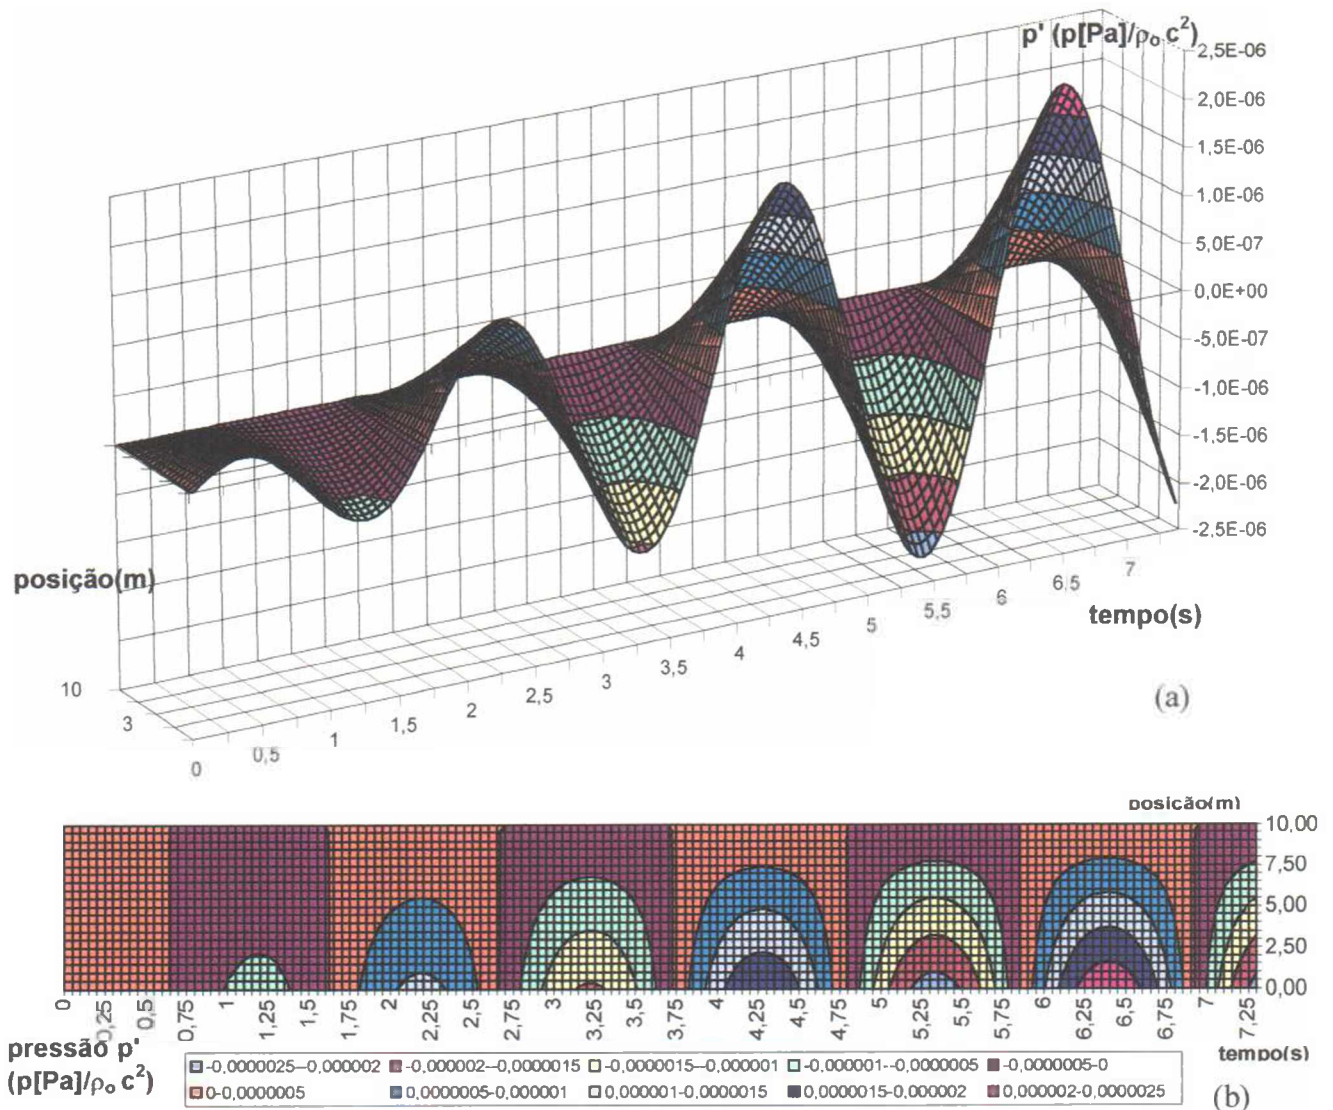 p' (p[Pa]/ρₒ c²)
2,5E-06
2,0E-06
1,5E-06
1,0E-06
5,0E-07
0,0E+00
-5,0E-07
-1,0E-06
-1,5E-06
-2,0E-06
-2,5E-06
posição(m)
10
3
0
0,5
1
1,5
2
2,5
3
3,5
4
4,5
5
5,5
6
6,5
7
tempo(s)
(a)
posição(m)
10,00
7,50
5,00
2,50
0,00
0 0,25 0,5 0,75 1 1,25 1,5 1,75 2 2,25 2,5 2,75 3 3,25 3,5 3,75 4 4,25 4,5 4,75 5 5,25 5,5 5,75 6 6,25 6,5 6,75 7 7,25
tempo(s)
pressão p'
(p[Pa]/ρₒ c²)
-0,0000025--0,000002 -0,000002--0,0000015 -0,0000015--0,000001 -0,000001--0,0000005 -0,0000005-0
0-0,0000005 0,0000005-0,000001 0,000001-0,0000015 0,0000015-0,000002 0,000002-0,0000025
(b)